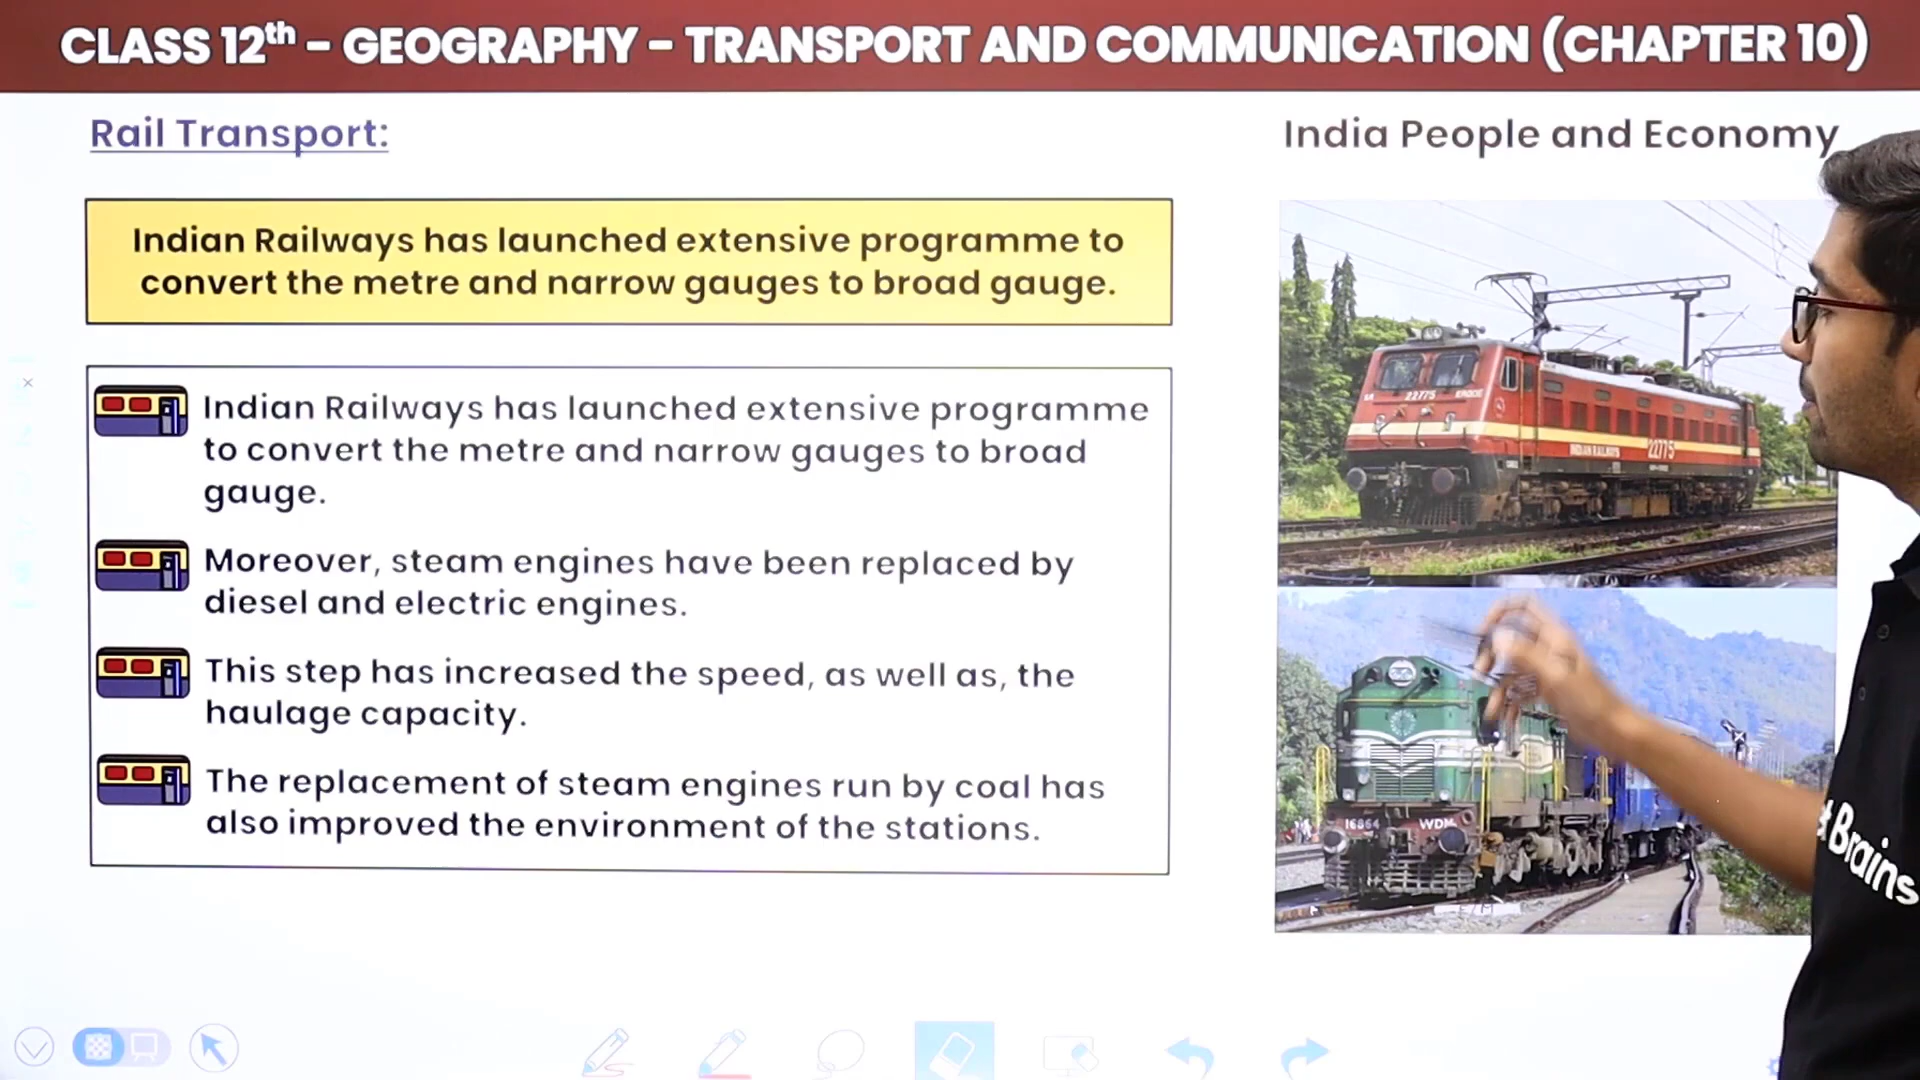 CLASS 12th – GEOGRAPHY – TRANSPORT AND COMMUNICATION (CHAPTER 10)
Rail Transport:
India People and Economy
Indian Railways has launched extensive programme to
convert the metre and narrow gauges to broad gauge.
Indian Railways has launched extensive programme
to convert the metre and narrow gauges to broad
gauge.
Moreover, steam engines have been replaced by
diesel and electric engines.
This step has increased the speed, as well as, the
haulage capacity.
The replacement of steam engines run by coal has
also improved the environment of the stations.
22775
INDIAN RAILWAYS
22775
16864
WDM
Brains